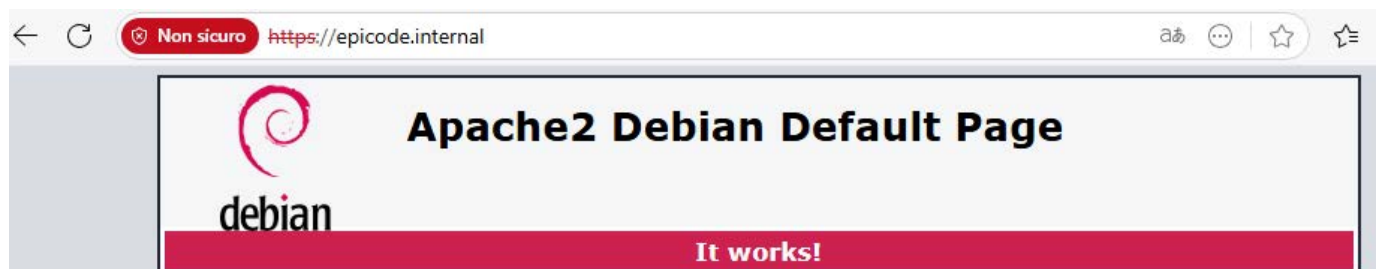 Non sicuro https://epicode.internal aあ
Apache2 Debian Default Page
debian
It works!